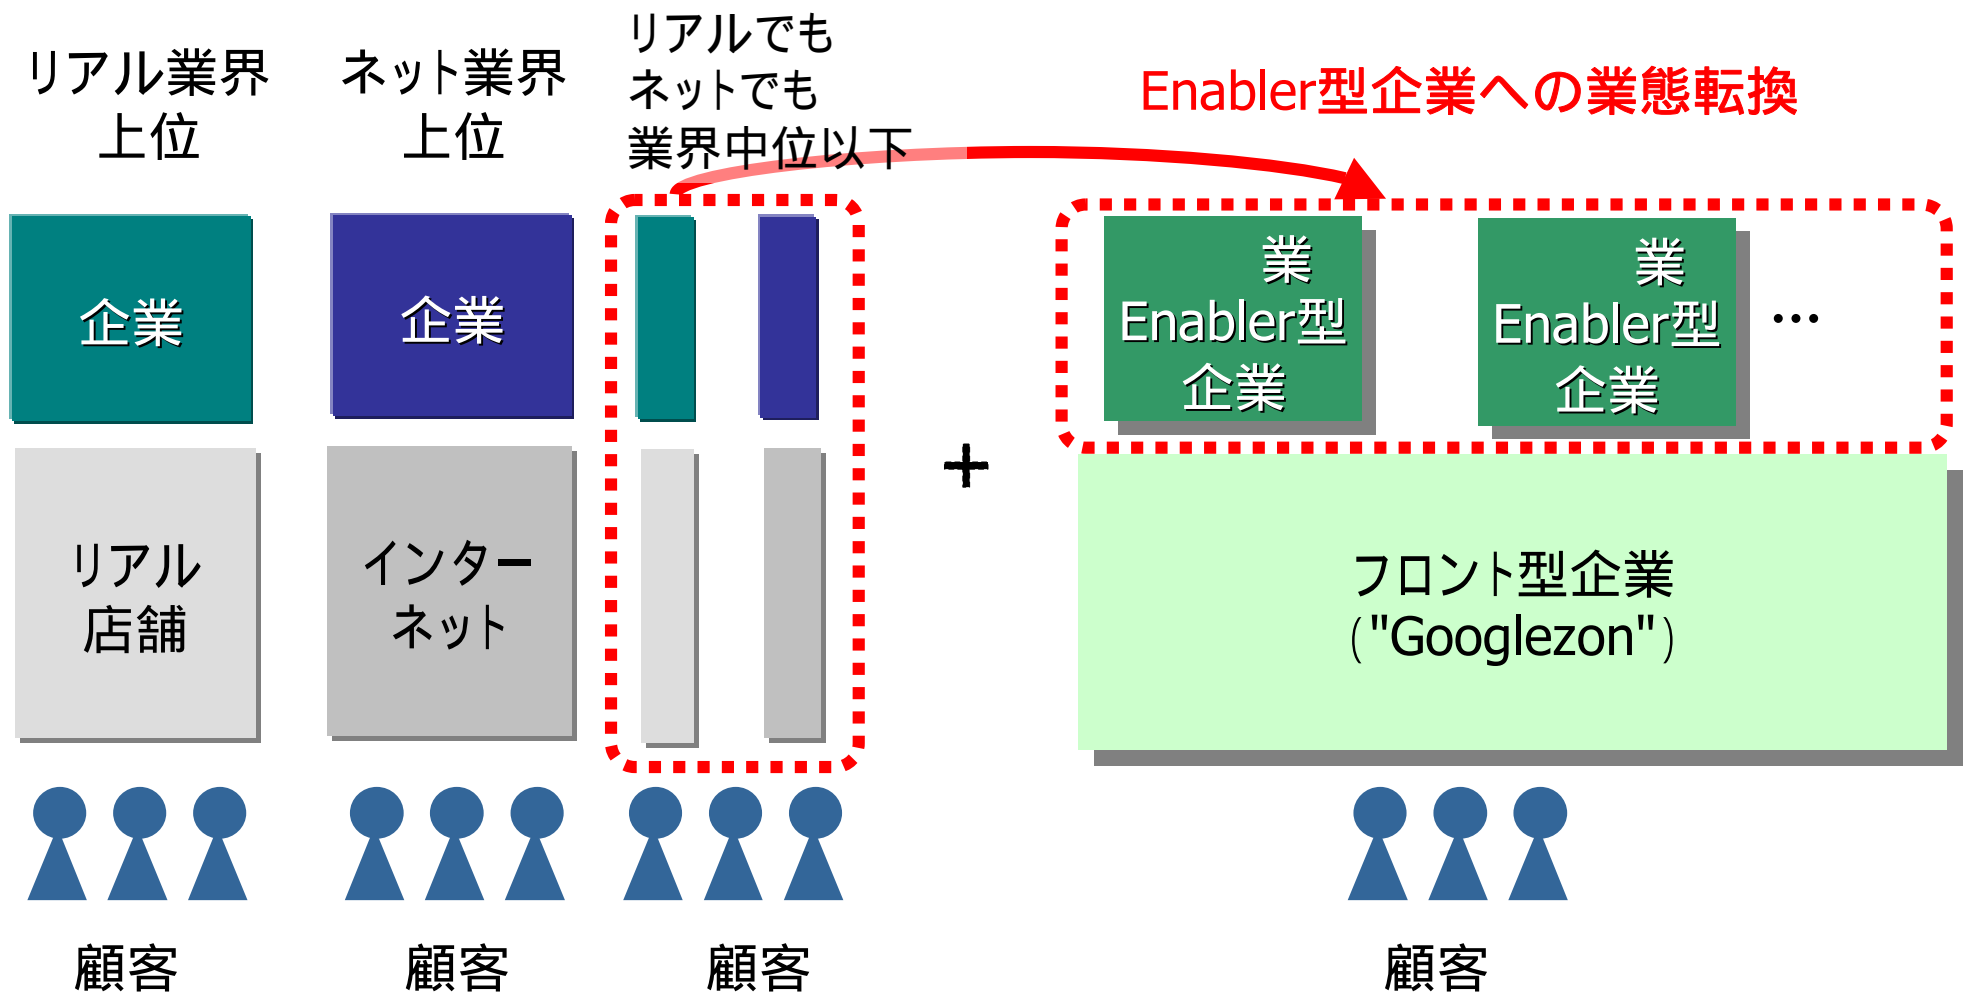 リアル業界
上位
ネット業界
上位
リアルでも
ネットでも
業界中位以下
Enabler型企業への業態転換
企業
企業
業
Enabler型
企業
業
Enabler型
企業
…
+
リアル
店舗
インター
ネット
フロント型企業
("Googlezon")
顧客
顧客
顧客
顧客